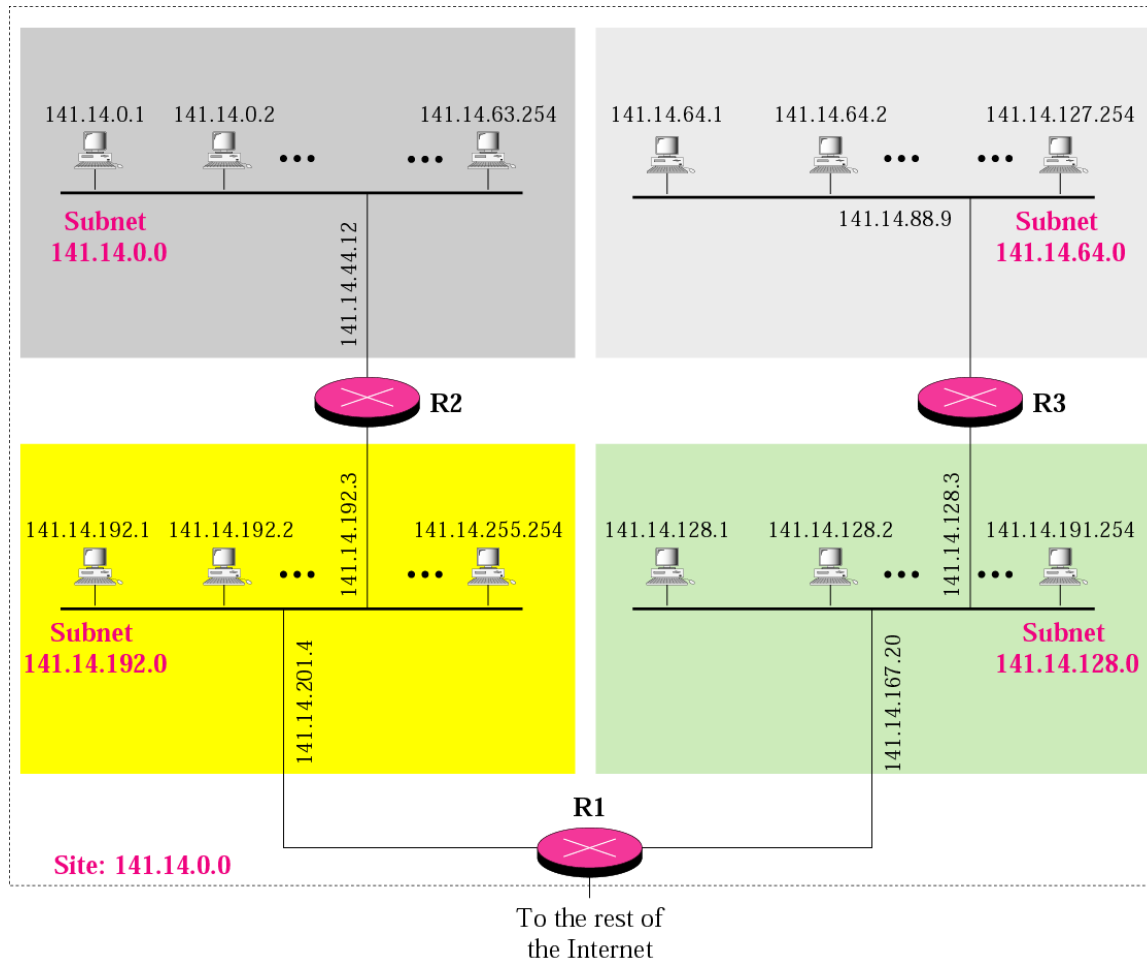 141.14.0.1
141.14.0.2
141.14.63.254
Subnet
141.14.0.0
141.14.44.12
141.14.64.1
141.14.64.2
141.14.127.254
141.14.88.9
Subnet
141.14.64.0
R2
R3
141.14.192.1
141.14.192.2
141.14.192.3
141.14.255.254
Subnet
141.14.192.0
141.14.201.4
141.14.128.1
141.14.128.2
141.14.128.3
141.14.191.254
Subnet
141.14.128.0
141.14.167.20
R1
Site: 141.14.0.0
To the rest of
the Internet